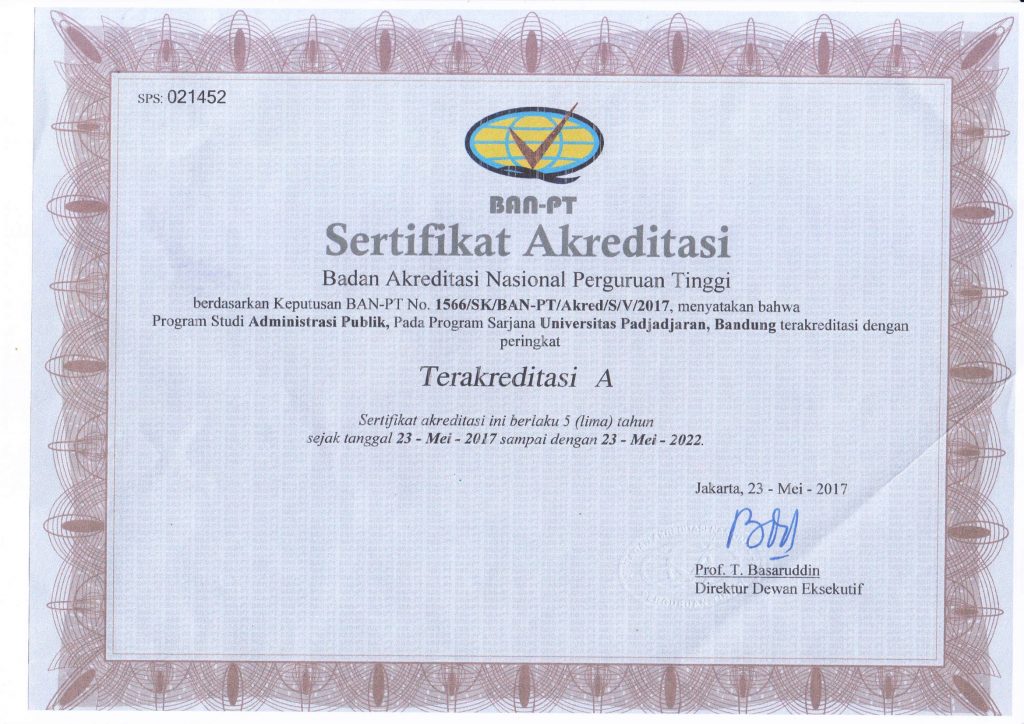 SPS: 021452
BAN-PT
Sertifikat Akreditasi
Badan Akreditasi Nasional Perguruan Tinggi
berdasarkan Keputusan BAN-PT No. 1566/SK/BAN-PT/Akred/S/V/2017, menyatakan bahwa
Program Studi Administrasi Publik, Pada Program Sarjana Universitas Padjadjaran, Bandung terakreditasi dengan
peringkat
Terakreditasi A
Sertifikat akreditasi ini berlaku 5 (lima) tahun
sejak tanggal 23 - Mei - 2017 sampai dengan 23 - Mei - 2022.
Jakarta, 23 - Mei - 2017
Prof. T. Basaruddin
Direktur Dewan Eksekutif